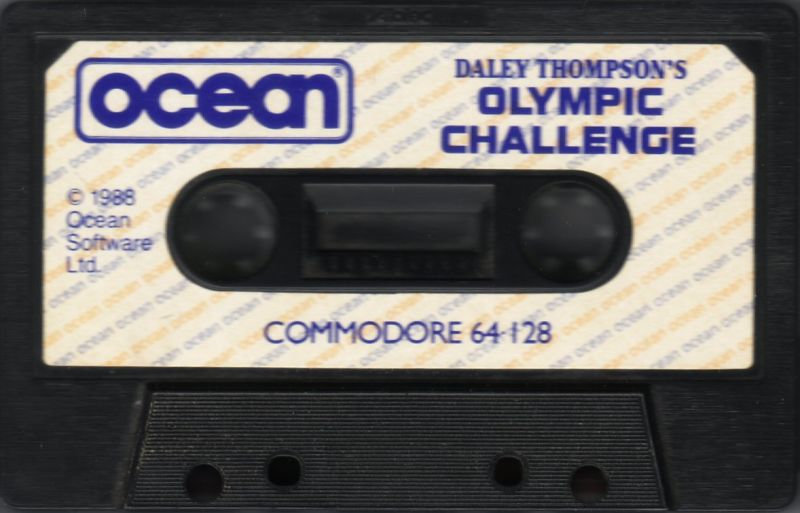 ocean®
DALEY THOMPSON'S
OLYMPIC
CHALLENGE
© 1988
Ocean
Software
Ltd.
COMMODORE 64·128